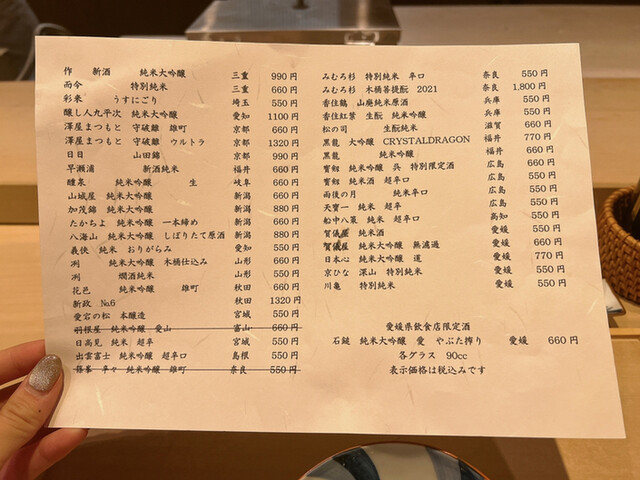 作　新酒　純米大吟醸　三重　990円
而今　特別純米　三重　660円
彩來　うすにごり　埼玉　550円
醸し人九平次　純米大吟醸　愛知　1100円
澤屋まつもと　守破離　雄町　京都　660円
澤屋まつもと　守破離　ウルトラ　京都　1320円
日日　山田錦　京都　990円
早瀬浦　新酒純米　福井　660円
醴泉　純米吟醸　生　岐阜　660円
山城屋　純米大吟醸　新潟　660円
加茂錦　純米大吟醸　新潟　880円
たかちよ　純米大吟醸　一本締め　新潟　660円
八海山　純米大吟醸　しぼりたて原酒　新潟　880円
義侠　純米　おりがらみ　愛知　550円
冽　純米大吟醸　木桶仕込み　山形　660円
冽　燗酒純米　山形　550円
花邑　純米吟醸　雄町　秋田　660円
新政　No.6　秋田　1320円
愛宕の松　本醸造　宮城　550円
羽根屋　純米吟醸　愛山　富山　660円
日高見　純米　超辛　宮城　550円
出雲富士　純米吟醸　超辛口　島根　550円
篠峯　凖々　純米吟醸　雄町　奈良　550円
みむろ杉　特別純米　辛口　奈良　550円
みむろ杉　木桶菩提酛　2021　奈良　1.800円
香住鶴　山廃純米原酒　兵庫　550円
香住紅葉　生酛　純米吟醸　兵庫　550円
松の司　生酛純米　滋賀　660円
黒龍　大吟醸　CRYSTALDRAGON　福井　770円
黒龍　純米吟醸　福井　660円
寳劔　純米吟醸　呉　特別限定酒　広島　660円
寳劔　純米酒　超辛口　広島　550円
雨後の月　純米辛口　広島　550円
天寳一　純米　超辛　広島　550円
船中八策　純米　超辛口　高知　550円
賀儀屋　純米酒　愛媛　550円
賀儀屋　純米大吟醸　無濾過　愛媛　660円
日本心　純米大吟醸　道　愛媛　770円
京ひな　深山　特別純米　愛媛　550円
川亀　特別純米　愛媛　550円
愛媛県飲食店限定酒
石鎚　純米大吟醸　愛　やぶた搾り　愛媛　660円
各グラス　90cc
表示価格は税込みです